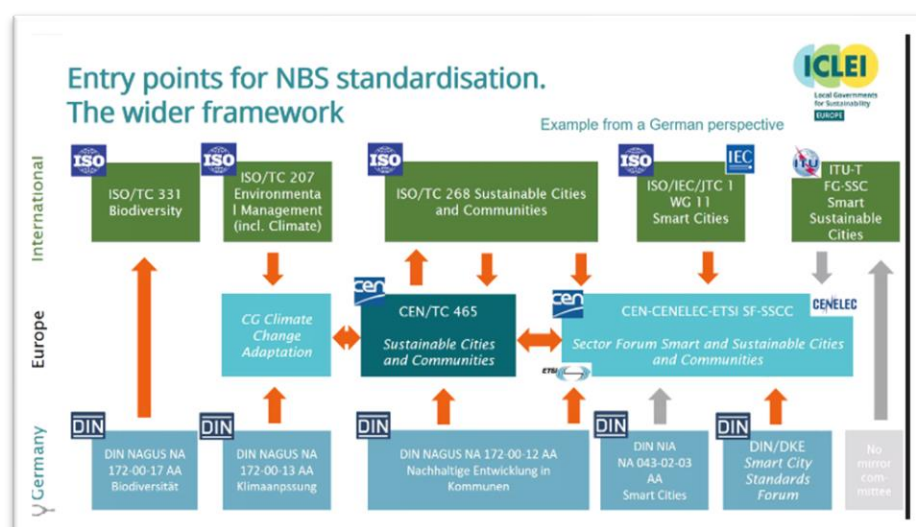 Entry points for NBS standardisation.
The wider framework
Example from a German perspective
ICLEI
Local Governments
for Sustainability
EUROPE
International
ISO
ISO/TC 331
Biodiversity
ISO
ISO/TC 207
Environmenta
l Management
(incl. Climate)
ISO
ISO/TC 268 Sustainable Cities
and Communities
ISO
IEC
ISO/IEC/JTC 1
WG 11
Smart Cities
ITU
ITU-T
FG-SSC
Smart
Sustainable
Cities
Europe
CG Climate
Change
Adaptation
cen
CEN/TC 465
Sustainable Cities
and Communities
cen
CENELEC
CEN-CENELEC-ETSI SF-SSCC
Sector Forum Smart and Sustainable Cities
and Communities
ETSI
Germany
DIN
DIN NAGUS NA
172-00-17 AA
Biodiversität
DIN
DIN NAGUS NA
172-00-13 AA
Klimaanpssung
DIN
DIN NAGUS NA 172-00-12 AA
Nachhaltige Entwicklung in
Kommunen
DIN
DIN NIA
NA 043-02-03
AA
Smart Cities
DIN
DIN/DKE
Smart City
Standards
Forum
No
mirror
com-
mittee